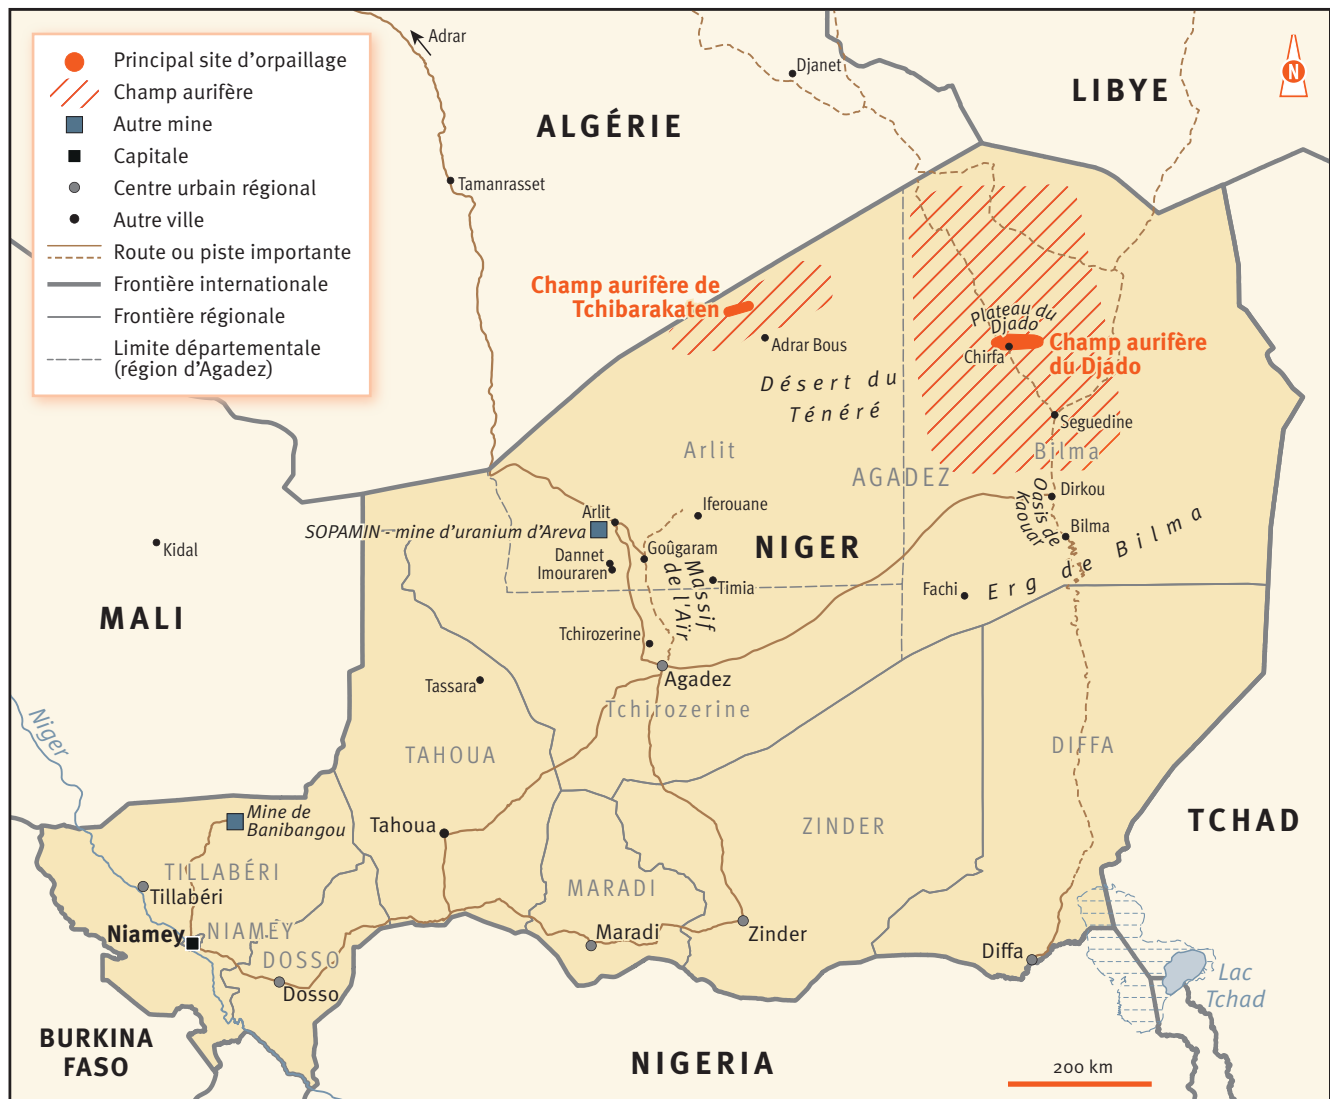 Principal site d'orpaillage
Champ aurifère
Autre mine
Capitale
Centre urbain régional
Autre ville
Route ou piste importante
Frontière internationale
Frontière régionale
Limite départementale
(région d'Agadez)
Adrar
Djanet
N
LIBYE
ALGÉRIE
Tamanrasset
Champ aurifère de
Tchibarakaten
Plateau du
Djado
Chirfa
Champ aurifère
du Djado
Adrar Bous
Désert du
Ténéré
Seguedine
Arlit
Bilma
AGADEZ
Dirkou
Oasis de
Kaouar
Iferouane
Arlit
SOPAMIN - mine d'uranium d'Areva
Bilma
Erg de Bilma
NIGER
Goûgaram
Dannet
Imouraren
Massif
de l'Aïr
Timia
Fachi
Kidal
MALI
Tchirozerine
Agadez
Tassara
Tchirozerine
Niger
TAHOUA
DIFFA
Mine de
Banibangou
Tahoua
ZINDER
TCHAD
TILLABÉRI
Tillabéri
MARADI
Niamey
NIAMEY
Maradi
Zinder
DOSSO
Diffa
Dosso
Lac
Tchad
BURKINA
FASO
NIGERIA
200 km